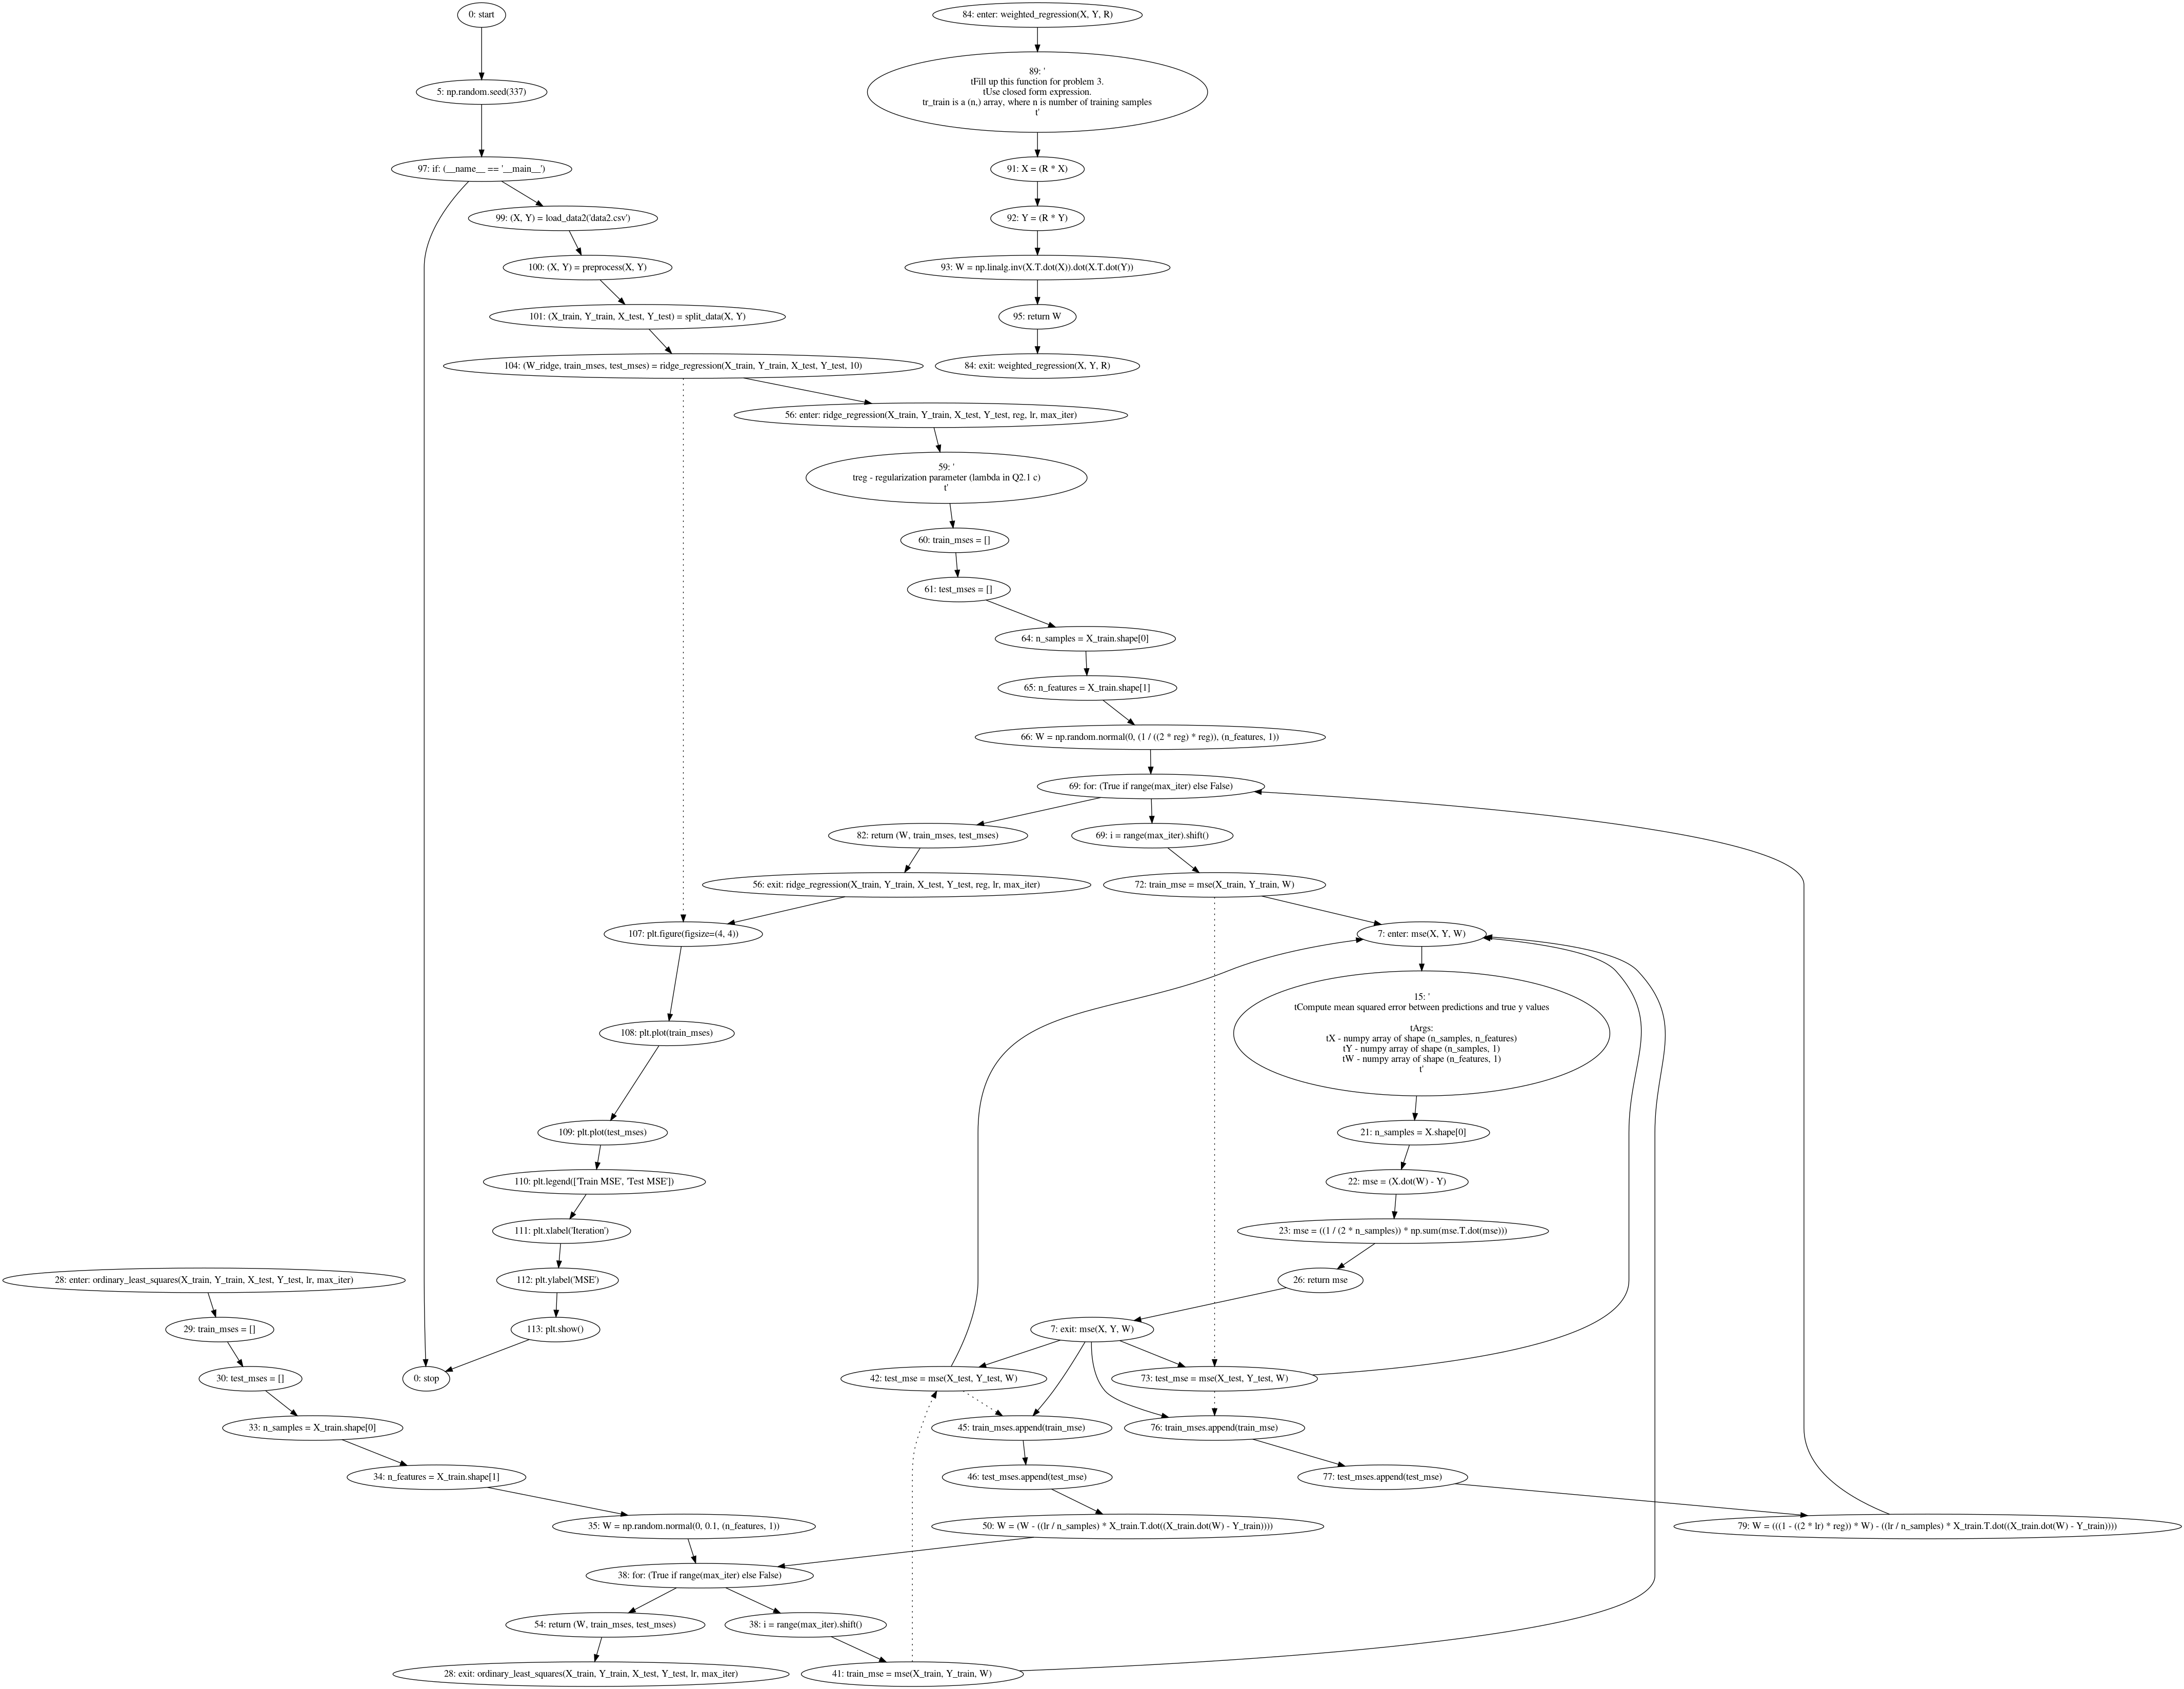 0: start
84: enter: weighted_regression(X, Y, R)
5: np.random.seed(337)
89: '
tFill up this function for problem 3.
tUse closed form expression.
tr_train is a (n,) array, where n is number of training samples
t'
97: if: (__name__ == '__main__')
91: X = (R * X)
99: (X, Y) = load_data2('data2.csv')
92: Y = (R * Y)
100: (X, Y) = preprocess(X, Y)
93: W = np.linalg.inv(X.T.dot(X)).dot(X.T.dot(Y))
101: (X_train, Y_train, X_test, Y_test) = split_data(X, Y)
95: return W
104: (W_ridge, train_mses, test_mses) = ridge_regression(X_train, Y_train, X_test, Y_test, 10)
84: exit: weighted_regression(X, Y, R)
56: enter: ridge_regression(X_train, Y_train, X_test, Y_test, reg, lr, max_iter)
59: '
treg - regularization parameter (lambda in Q2.1 c)
t'
60: train_mses = []
61: test_mses = []
64: n_samples = X_train.shape[0]
65: n_features = X_train.shape[1]
66: W = np.random.normal(0, (1 / ((2 * reg) * reg)), (n_features, 1))
69: for: (True if range(max_iter) else False)
82: return (W, train_mses, test_mses)
69: i = range(max_iter).shift()
56: exit: ridge_regression(X_train, Y_train, X_test, Y_test, reg, lr, max_iter)
72: train_mse = mse(X_train, Y_train, W)
107: plt.figure(figsize=(4, 4))
7: enter: mse(X, Y, W)
108: plt.plot(train_mses)
15: '
tCompute mean squared error between predictions and true y values
tArgs:
tX - numpy array of shape (n_samples, n_features)
tY - numpy array of shape (n_samples, 1)
tW - numpy array of shape (n_features, 1)
t'
109: plt.plot(test_mses)
21: n_samples = X.shape[0]
110: plt.legend(['Train MSE', 'Test MSE'])
22: mse = (X.dot(W) - Y)
111: plt.xlabel('Iteration')
23: mse = ((1 / (2 * n_samples)) * np.sum(mse.T.dot(mse)))
28: enter: ordinary_least_squares(X_train, Y_train, X_test, Y_test, lr, max_iter)
112: plt.ylabel('MSE')
26: return mse
29: train_mses = []
113: plt.show()
7: exit: mse(X, Y, W)
30: test_mses = []
0: stop
42: test_mse = mse(X_test, Y_test, W)
73: test_mse = mse(X_test, Y_test, W)
33: n_samples = X_train.shape[0]
45: train_mses.append(train_mse)
76: train_mses.append(train_mse)
34: n_features = X_train.shape[1]
46: test_mses.append(test_mse)
77: test_mses.append(test_mse)
35: W = np.random.normal(0, 0.1, (n_features, 1))
50: W = (W - ((lr / n_samples) * X_train.T.dot((X_train.dot(W) - Y_train))))
79: W = (((1 - ((2 * lr) * reg)) * W) - ((lr / n_samples) * X_train.T.dot((X_train.dot(W) - Y_train))))
38: for: (True if range(max_iter) else False)
54: return (W, train_mses, test_mses)
38: i = range(max_iter).shift()
28: exit: ordinary_least_squares(X_train, Y_train, X_test, Y_test, lr, max_iter)
41: train_mse = mse(X_train, Y_train, W)